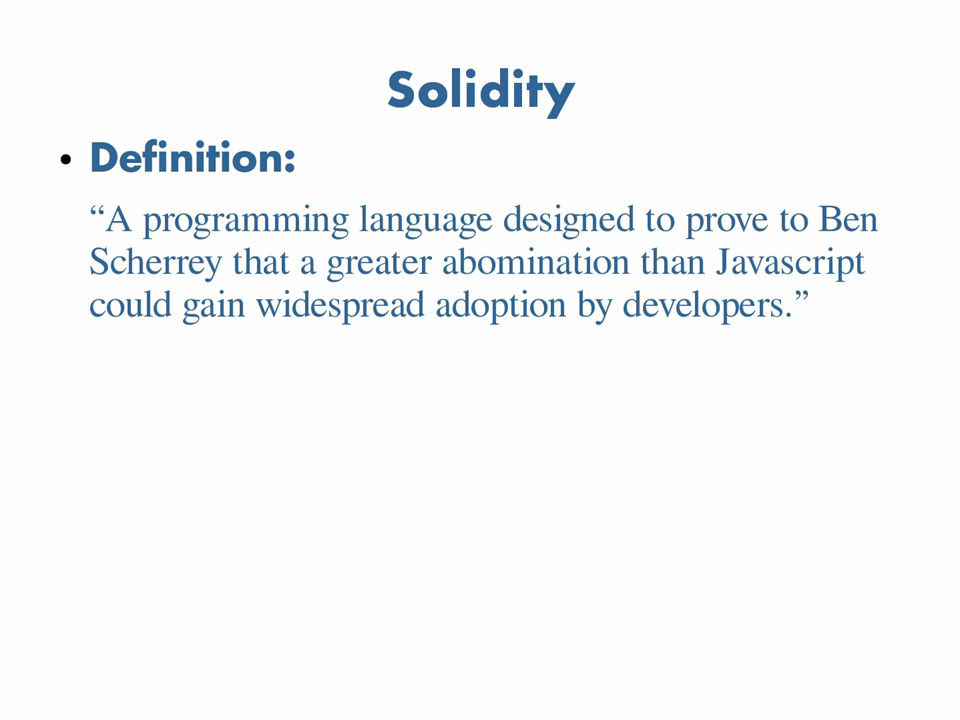 Solidity
• Definition:
“A programming language designed to prove to Ben
Scherrey that a greater abomination than Javascript
could gain widespread adoption by developers.”